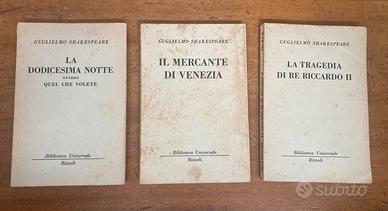 GUGLIELMO SHAKESPEARE
LA
DODICESIMA NOTTE
OVVERO
QUEL CHE VOLETE
Biblioteca Universale
Rizzoli
GUGLIELMO SHAKESPEARE
IL MERCANTE
DI VENEZIA
Biblioteca Universale
Rizzoli
GUGLIELMO SHAKESPEARE
LA TRAGEDIA
DI RE RICCARDO II
Biblioteca Universale
Rizzoli
subito